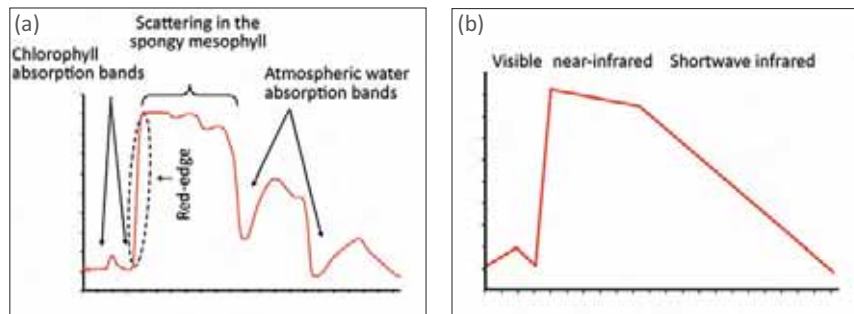 (a)
Scattering in the
spongy mesophyll
Chlorophyll
absorption bands
Atmospheric water
absorption bands
Red-edge
(b)
Visible near-infrared Shortwave infrared